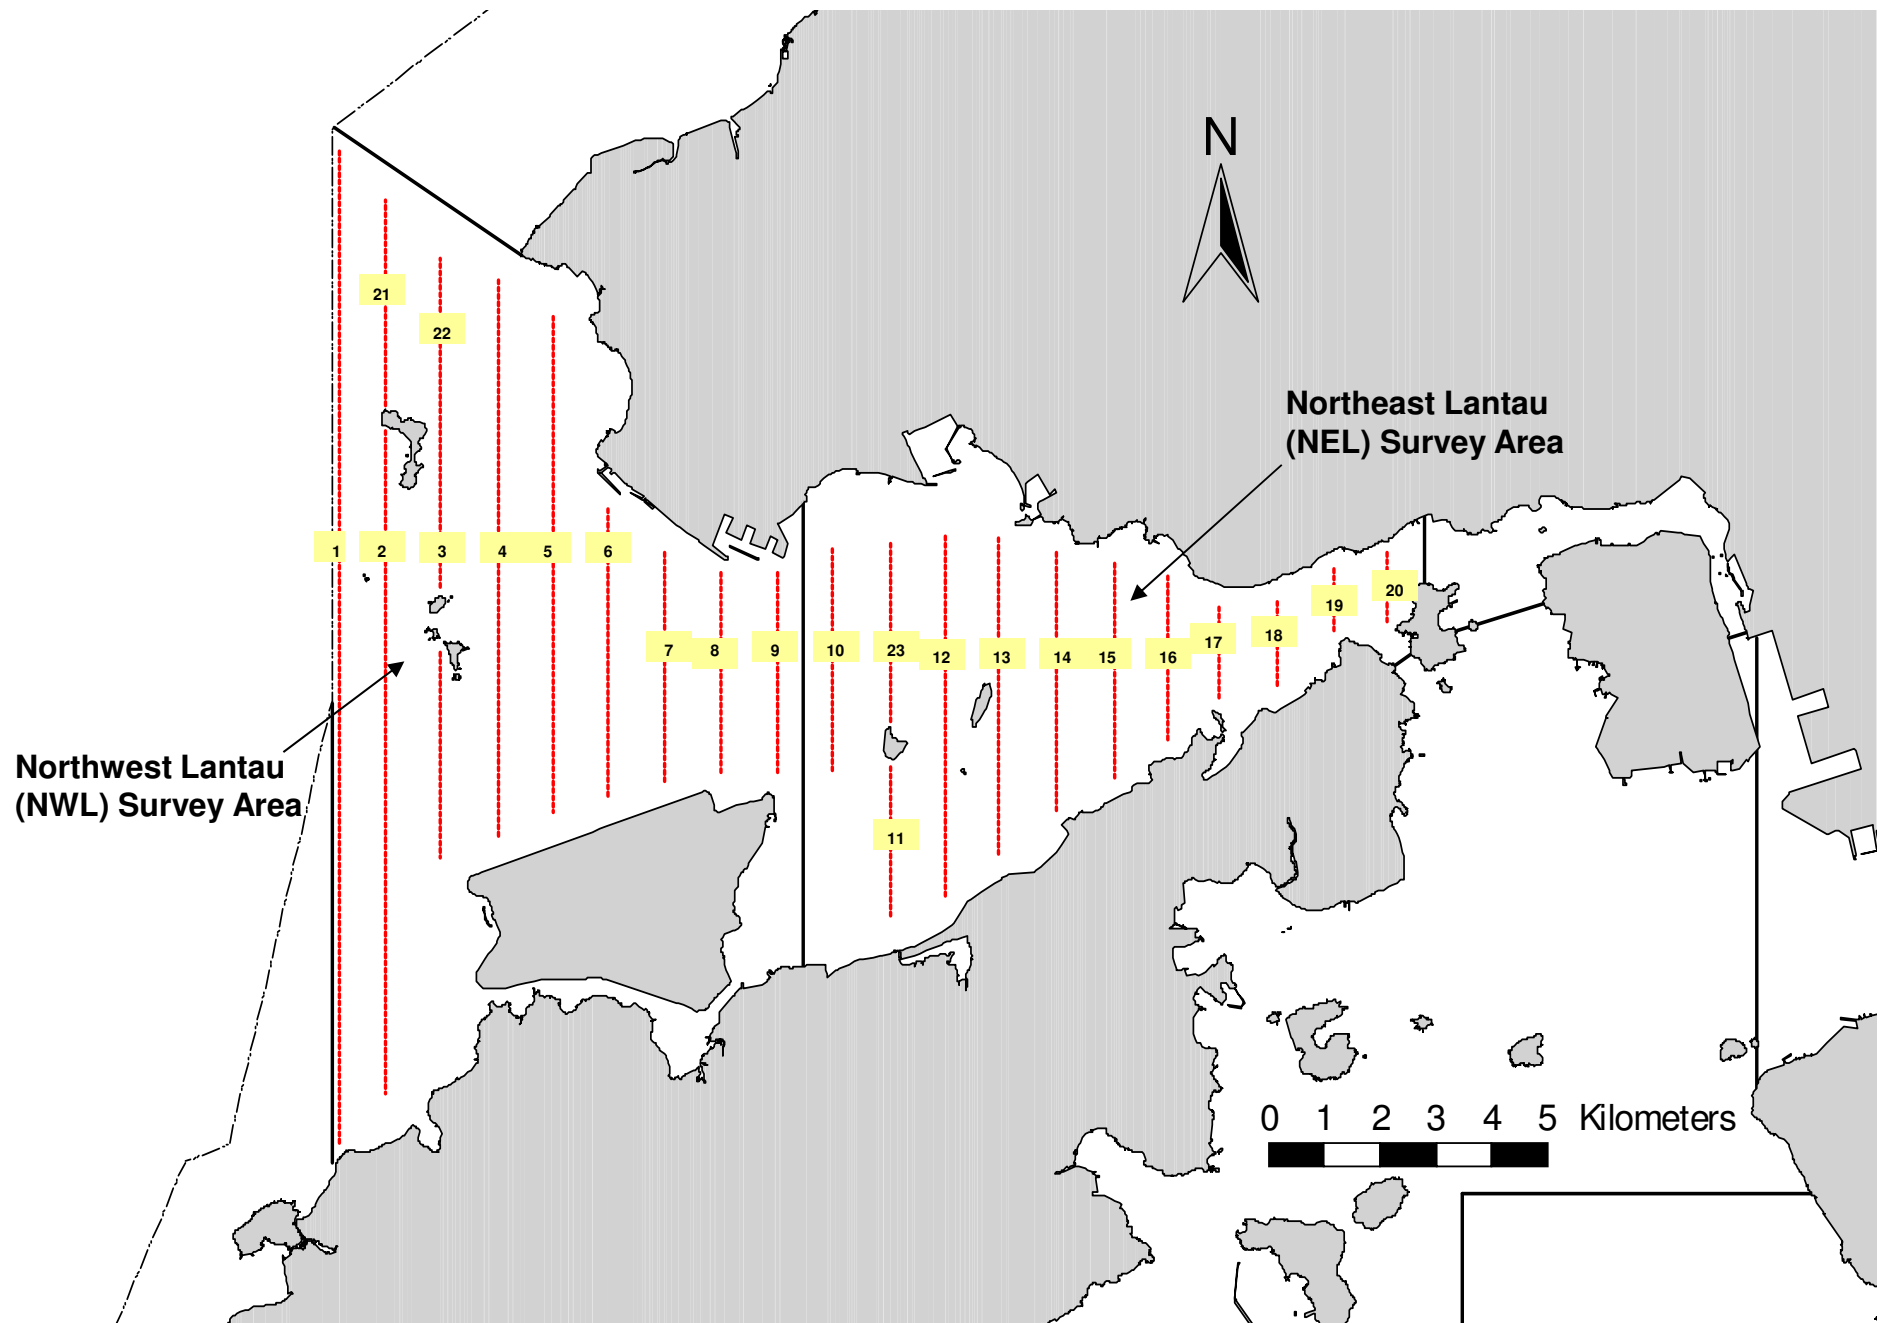 N
21
22
Northeast Lantau
(NEL) Survey Area
1 2 3 4 5 6
19 20
7 8 9 10 23 12 13 14 15 16 17 18
Northwest Lantau
(NWL) Survey Area
11
0 1 2 3 4 5 Kilometers